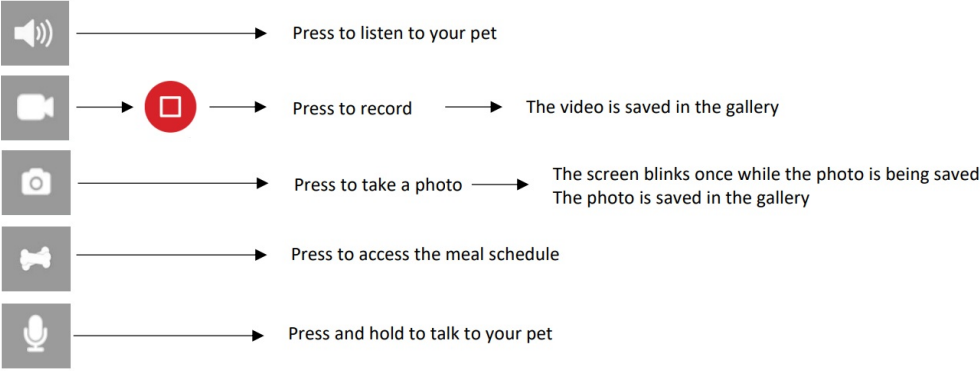 Press to listen to your pet
Press to record
The video is saved in the gallery
Press to take a photo
The screen blinks once while the photo is being saved
The photo is saved in the gallery
Press to access the meal schedule
Press and hold to talk to your pet